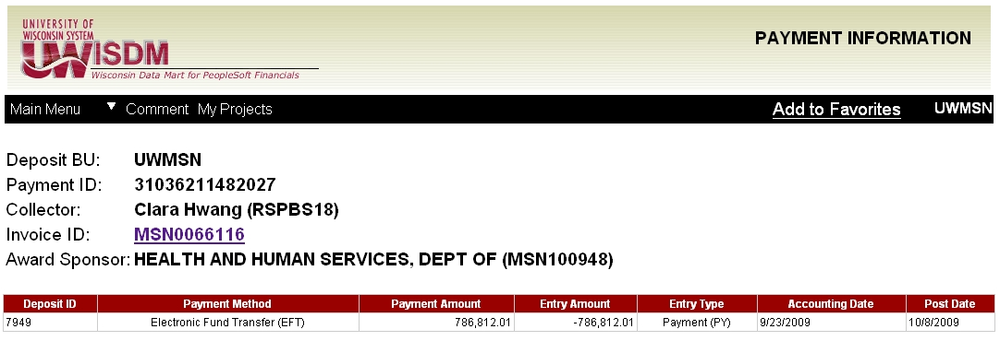 UNIVERSITY OF
WISCONSIN SYSTEM
UWISDM
Wisconsin Data Mart for PeopleSoft Financials
PAYMENT INFORMATION
Main Menu Comment My Projects Add to Favorites UWMSN
Deposit BU: UWMSN
Payment ID: 31036211482027
Collector: Clara Hwang (RSPBS18)
Invoice ID: MSN0066116
Award Sponsor: HEALTH AND HUMAN SERVICES, DEPT OF (MSN100948)
Deposit ID Payment Method Payment Amount Entry Amount Entry Type Accounting Date Post Date
7949 Electronic Fund Transfer (EFT) 786,812.01 -786,812.01 Payment (PY) 9/23/2009 10/8/2009